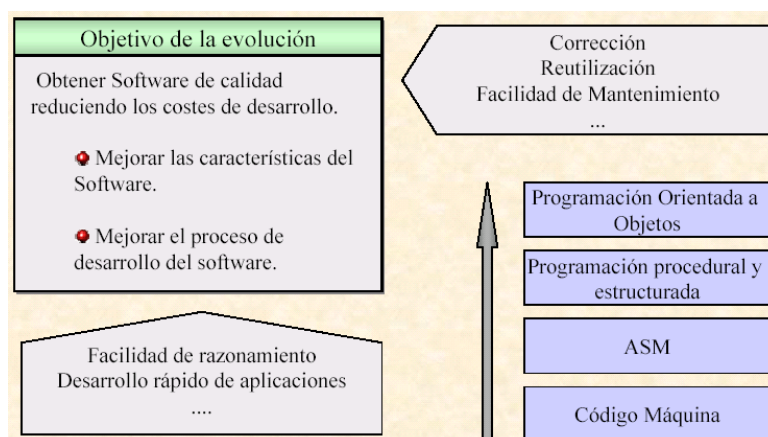 Objetivo de la evolución
Obtener Software de calidad
reduciendo los costes de desarrollo.
Mejorar las características del
Software.
Mejorar el proceso de
desarrollo del software.
Facilidad de razonamiento
Desarrollo rápido de aplicaciones
....
Corrección
Reutilización
Facilidad de Mantenimiento
...
Programación Orientada a
Objetos
Programación procedural y
estructurada
ASM
Código Máquina